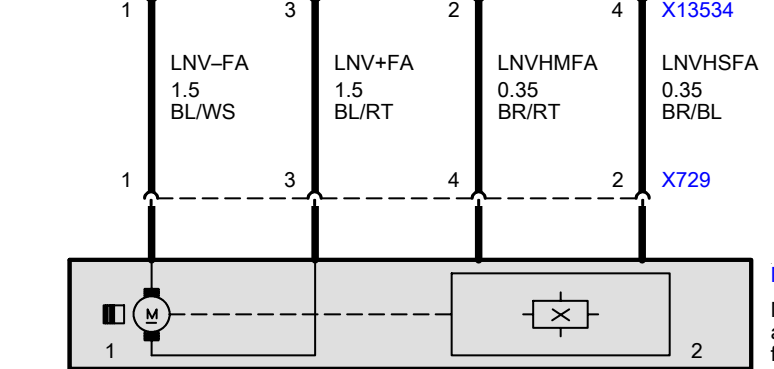 1 3 2 4 X13534
LNV–FA LNV+FA LNVHMFA LNVHSFA
1.5 1.5 0.35 0.35
BL/WS BL/RT BR/RT BR/BL
1 3 4 2 X729
M
1 2